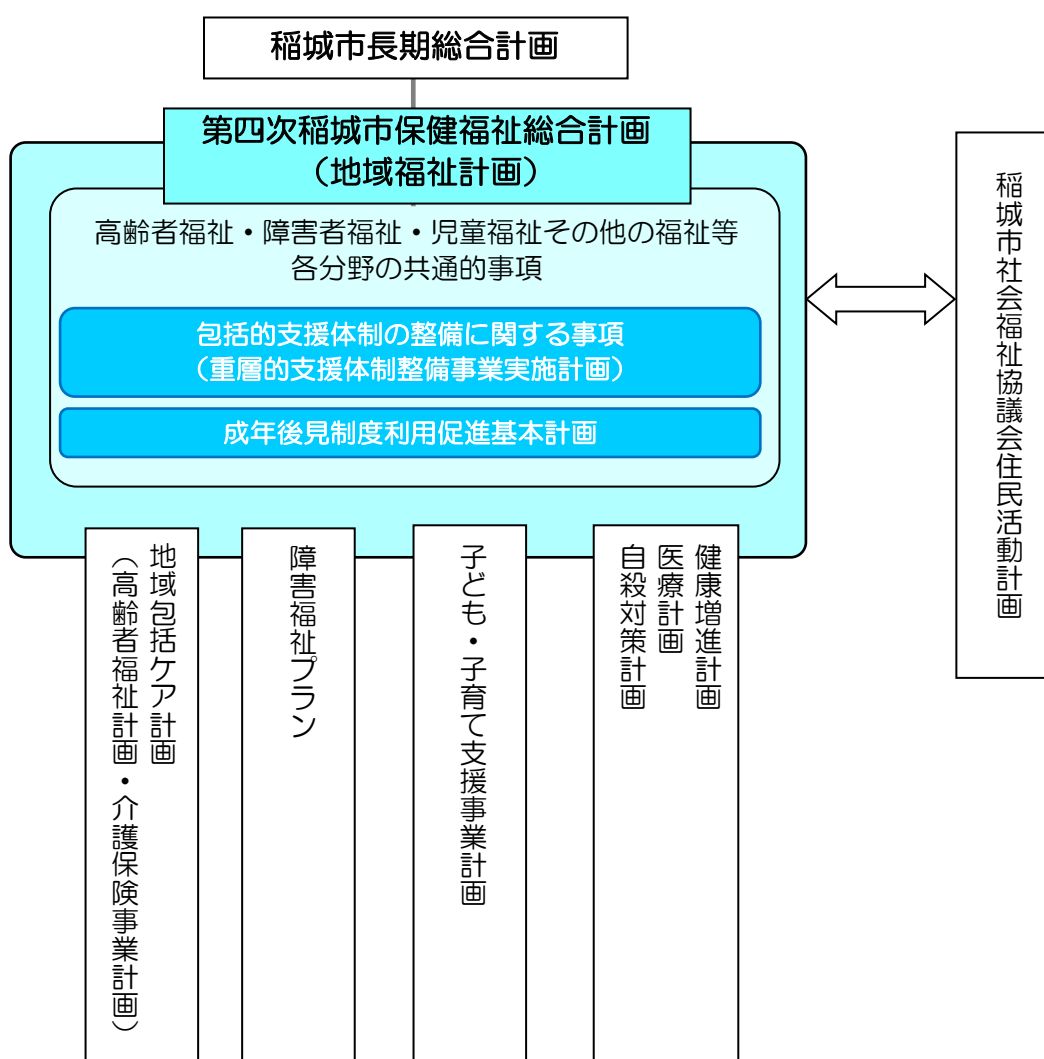 稲城市長期総合計画
第四次稲城市保健福祉総合計画
（地域福祉計画）
高齢者福祉・障害者福祉・児童福祉その他の福祉等
各分野の共通的事項
包括的支援体制の整備に関する事項
（重層的支援体制整備事業実施計画）
成年後見制度利用促進基本計画
地域包括ケア計画
（高齢者福祉計画・介護保険事業計画）
障害福祉プラン
子ども・子育て支援事業計画
健康増進計画
医療計画
自殺対策計画
稲城市社会福祉協議会住民活動計画